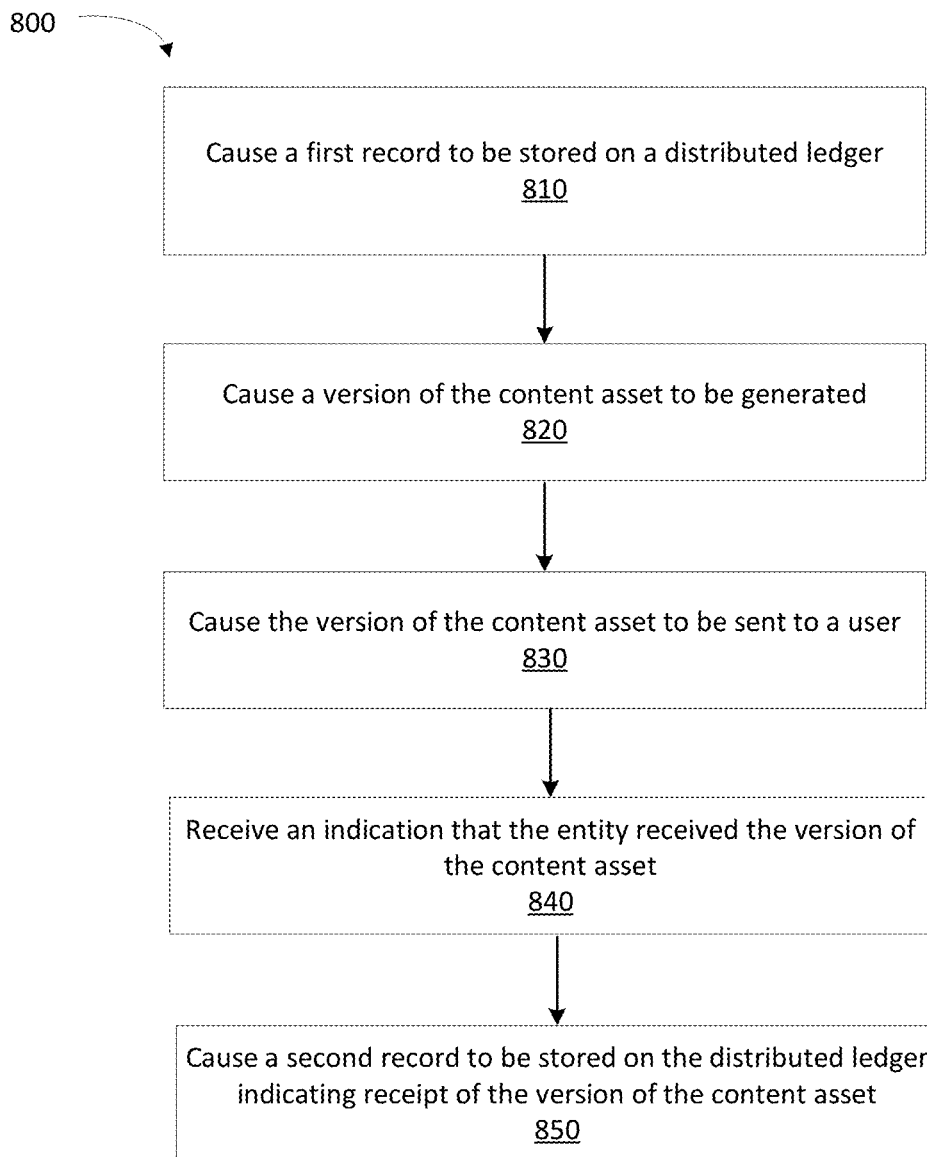 800
Cause a first record to be stored on a distributed ledger
810
Cause a version of the content asset to be generated
820
Cause the version of the content asset to be sent to a user
830
Receive an indication that the entity received the version of
the content asset
840
Cause a second record to be stored on the distributed ledger
indicating receipt of the version of the content asset
850